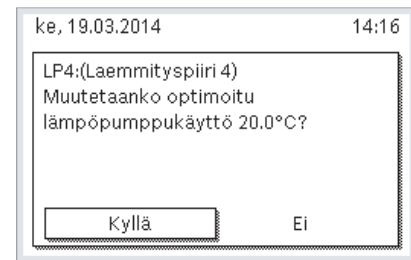 ke, 19.03.2014 14:16
LP4:(Laemmityspiiri 4)
Muutetaanko optimoitu
lämpöpumppukäyttö 20.0°C?
Kyllä Ei